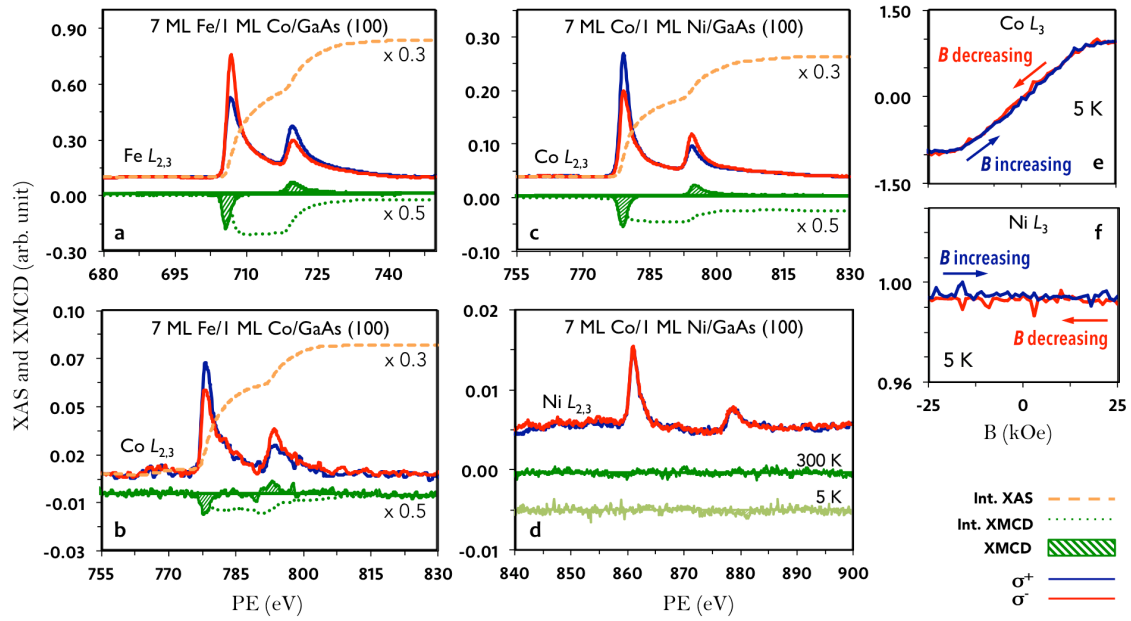 XAS and XMCD (arb. unit)
7 ML Fe/1 ML Co/GaAs (100)
0.90
0.60
0.30
0.00
-0.30
x 0.3
Fe L2,3
x 0.5
a
680 695 710 725 740
7 ML Co/1 ML Ni/GaAs (100)
0.30
0.20
0.10
0.00
-0.10
x 0.3
Co L2,3
x 0.5
c
755 770 785 800 815 830
1.50
0.00
-1.50
Co L3
B decreasing
5 K
B increasing
e
7 ML Fe/1 ML Co/GaAs (100)
0.10
0.07
0.05
0.02
-0.01
-0.03
x 0.3
Co L2,3
x 0.5
b
755 770 785 800 815 830
PE (eV)
7 ML Co/1 ML Ni/GaAs (100)
0.02
0.01
0.00
-0.01
Ni L2,3
300 K
5 K
d
840 850 860 870 880 890 900
PE (eV)
Ni L3
f
B increasing
1.00
B decreasing
5 K
0.96
-25 0 25
B (kOe)
Int. XAS
Int. XMCD
XMCD
σ+
σ-